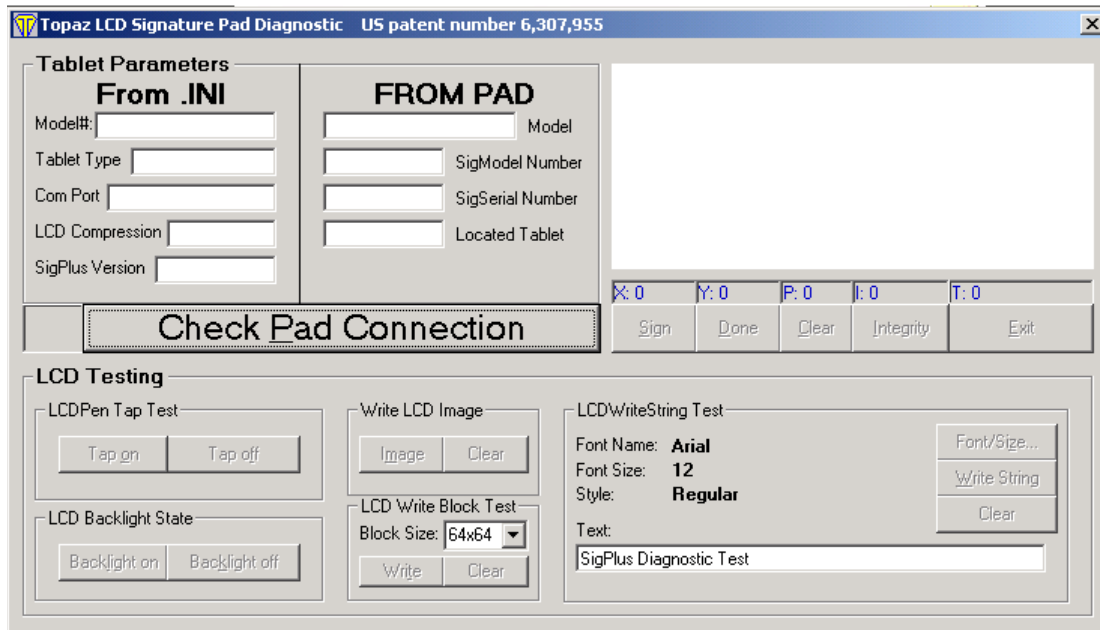 Topaz LCD Signature Pad Diagnostic US patent number 6,307,955
Tablet Parameters
From .INI
Model#:
Tablet Type
Com Port
LCD Compression
SigPlus Version
FROM PAD
Model
SigModel Number
SigSerial Number
Located Tablet
X: 0 Y: 0 P: 0 I: 0 T: 0
Check Pad Connection
Sign Done Clear Integrity Exit
LCD Testing
LCDPen Tap Test
Tap on Tap off
LCD Backlight State
Backlight on Backlight off
Write LCD Image
Image Clear
LCD Write Block Test
Block Size: 64x64
Write Clear
LCDWriteString Test
Font Name: Arial
Font Size: 12
Style: Regular
Font/Size...
Write String
Clear
Text:
SigPlus Diagnostic Test